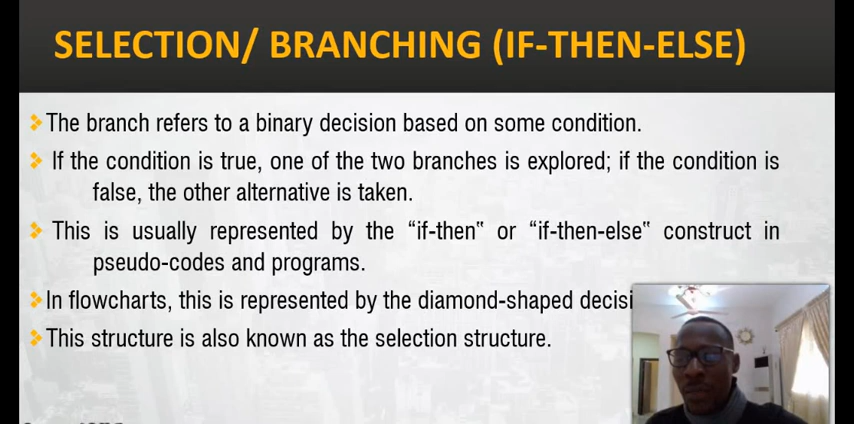 SELECTION/ BRANCHING (IF-THEN-ELSE)
The branch refers to a binary decision based on some condition.
If the condition is true, one of the two branches is explored; if the condition is
false, the other alternative is taken.
This is usually represented by the “if-then‟ or “if-then-else‟ construct in
pseudo-codes and programs.
In flowcharts, this is represented by the diamond-shaped decisi
This structure is also known as the selection structure.